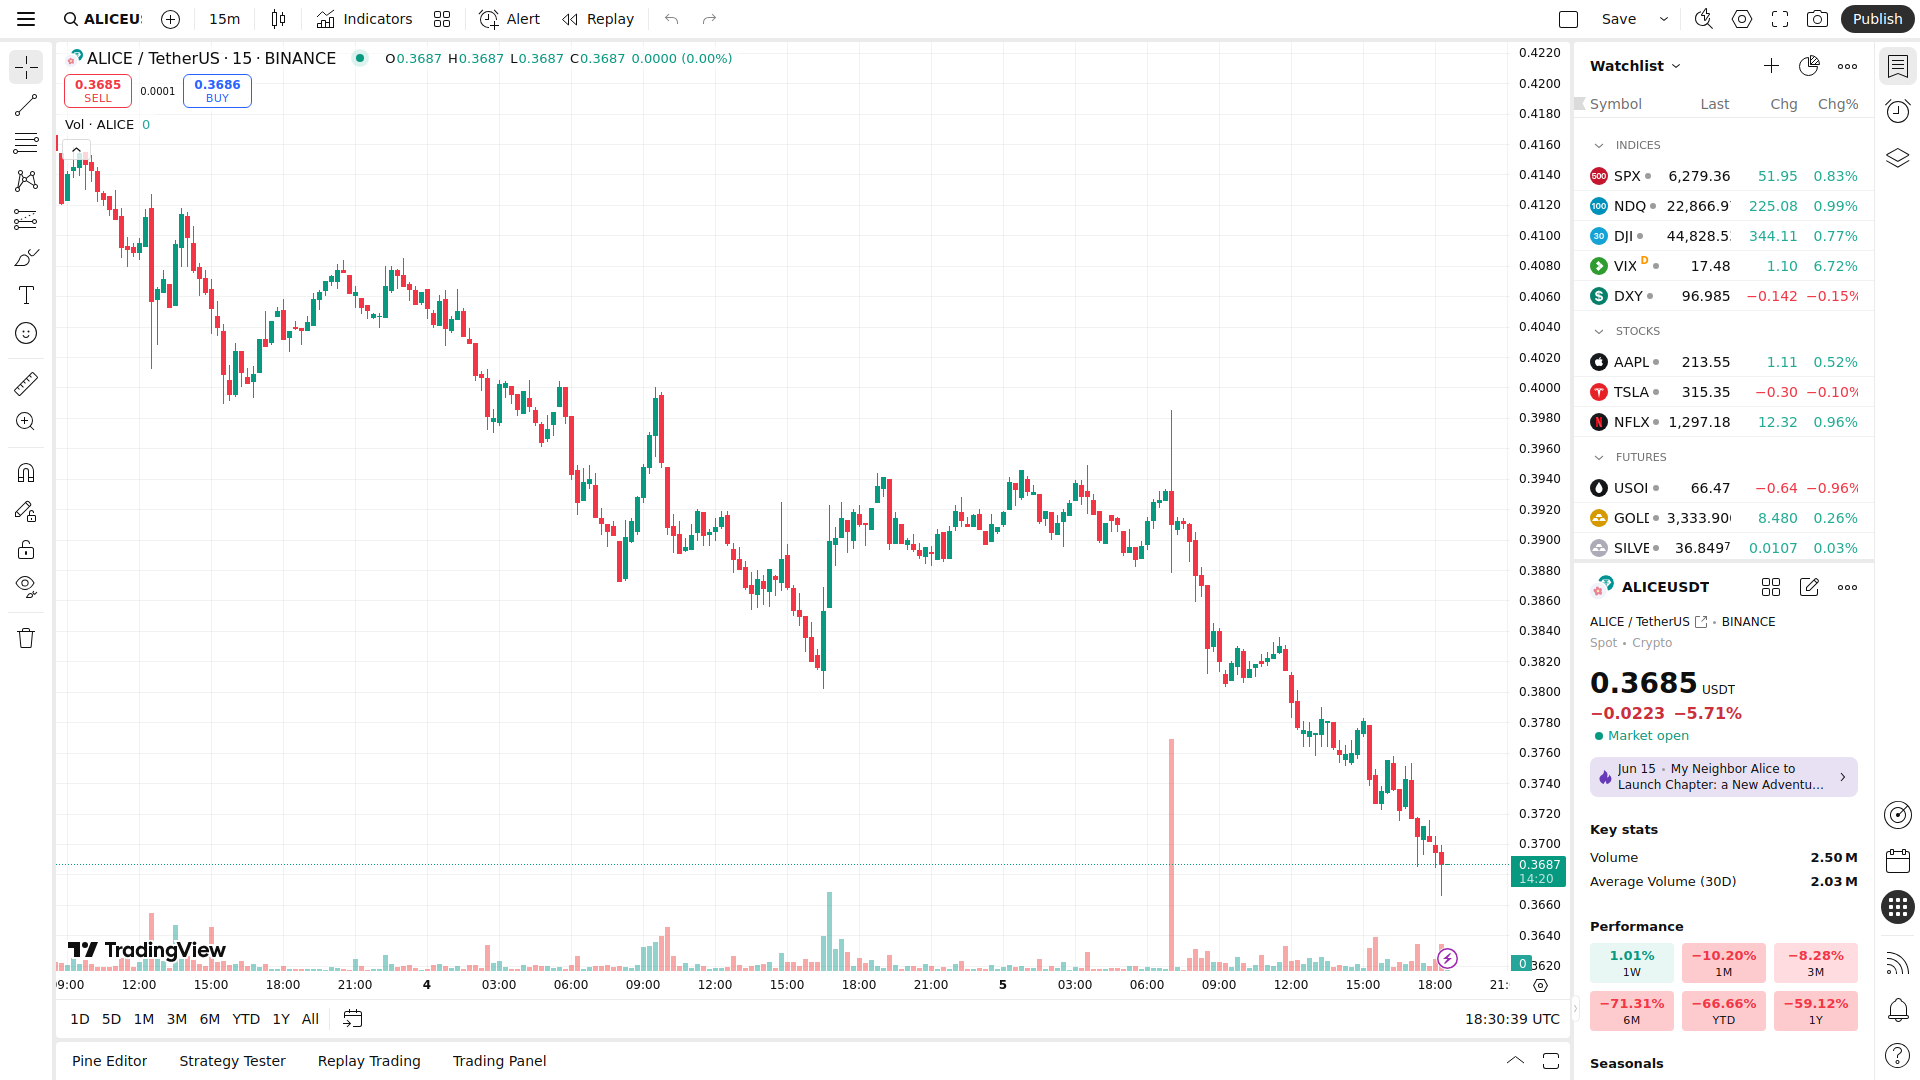 ALICEU
15m
Indicators
Alert
Replay
Save
Publish
ALICE / TetherUS · 15 · BINANCE
O0.3687 H0.3687 L0.3687 C0.3687 0.0000 (0.00%)
0.3685
SELL
0.0001
0.3686
BUY
Vol · ALICE 0
0.4220
0.4200
0.4180
0.4160
0.4140
0.4120
0.4100
0.4080
0.4060
0.4040
0.4020
0.4000
0.3980
0.3960
0.3940
0.3920
0.3900
0.3880
0.3860
0.3840
0.3820
0.3800
0.3780
0.3760
0.3740
0.3720
0.3700
0.3687
14:20
0.3660
0.3640
0
3620
TradingView
09:00 12:00 15:00 18:00 21:00 4 03:00 06:00 09:00 12:00 15:00 18:00 21:00 5 03:00 06:00 09:00 12:00 15:00 18:00 21:
1D 5D 1M 3M 6M YTD 1Y All
18:30:39 UTC
Pine Editor
Strategy Tester
Replay Trading
Trading Panel
Watchlist
Symbol Last Chg Chg%
INDICES
500 SPX 6,279.36 51.95 0.83%
100 NDQ 22,866.9 225.08 0.99%
30 DJI 44,828.5 344.11 0.77%
VIX D 17.48 1.10 6.72%
$ DXY 96.985 −0.142 −0.15%
STOCKS
AAPL 213.55 1.11 0.52%
TSLA 315.35 −0.30 −0.10%
N NFLX 1,297.18 12.32 0.96%
FUTURES
USOI 66.47 −0.64 −0.96%
GOLD 3,333.90 8.480 0.26%
SILVE 36.8497 0.0107 0.03%
ALICEUSDT
ALICE / TetherUS • BINANCE
Spot • Crypto
0.3685 USDT
−0.0223 −5.71%
Market open
Jun 15 • My Neighbor Alice to
Launch Chapter: a New Adventu…
Key stats
Volume 2.50 M
Average Volume (30D) 2.03 M
Performance
1.01%
1W
−10.20%
1M
−8.28%
3M
−71.31%
6M
−66.66%
YTD
−59.12%
1Y
Seasonals